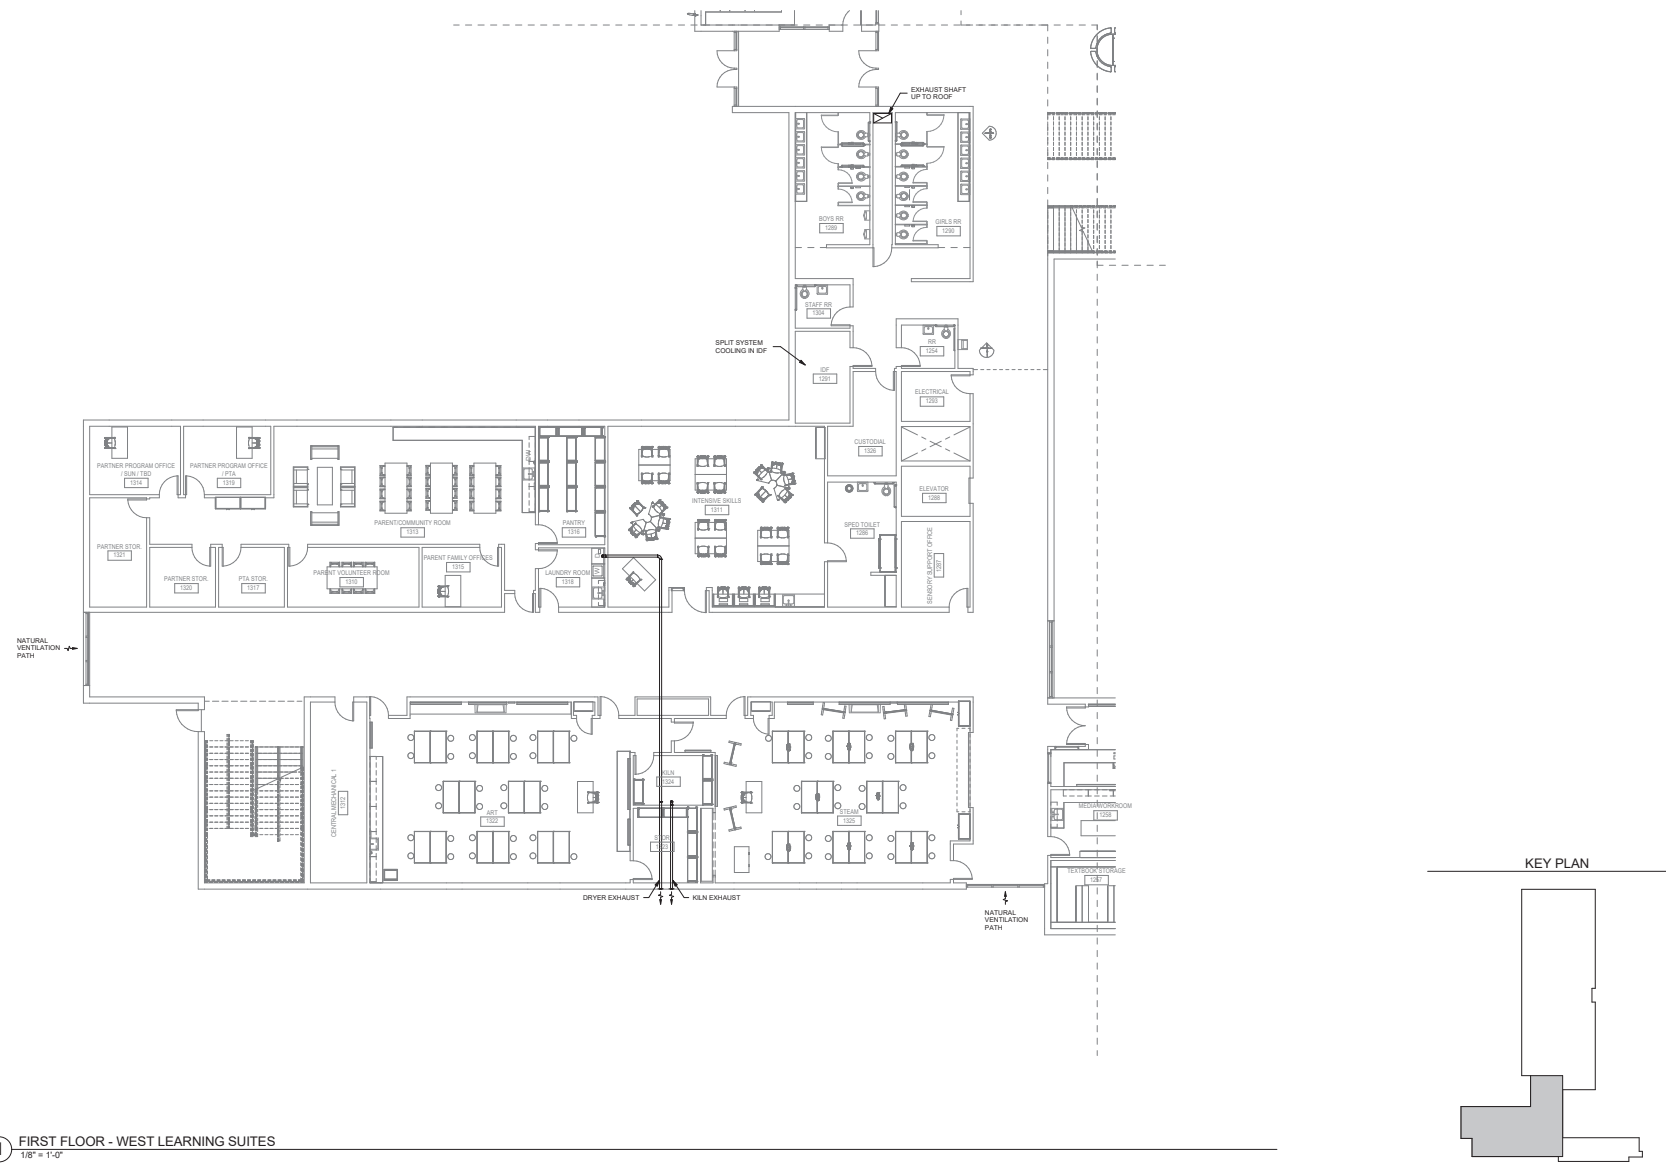 EXHAUST SHAFT
UP TO ROOF
BOYS RR
1289
GIRLS RR
1290
STAFF RR
1304
SPLIT SYSTEM
COOLING IN IDF
IDF
1291
RR
1254
ELECTRICAL
1293
CUSTODIAL
1326
ELEVATOR
1288
PARTNER PROGRAM OFFICE
/ SUN / TBD
1314
PARTNER PROGRAM OFFICE
/ PTA
1319
PARENT/COMMUNITY ROOM
1313
PANTRY
1316
INTENSIVE SKILLS
1311
SPED TOILET
1286
SENSORY SUPPORT OFFICE
1287
PARTNER STOR.
1321
PARTNER STOR.
1320
PTA STOR.
1317
PARENT VOLUNTEER ROOM
1310
PARENT FAMILY OFFICES
1315
LAUNDRY ROOM
1318
D
W
DW
NATURAL
VENTILATION
PATH
CENTRAL MECHANICAL 1
1312
ART
1322
KILN
1324
STOR.
1323
STEAM
1325
MEDIA WORKROOM
1258
TEXTBOOK STORAGE
1257
DRYER EXHAUST
KILN EXHAUST
NATURAL
VENTILATION
PATH
KEY PLAN
FIRST FLOOR - WEST LEARNING SUITES
1/8" = 1'-0"